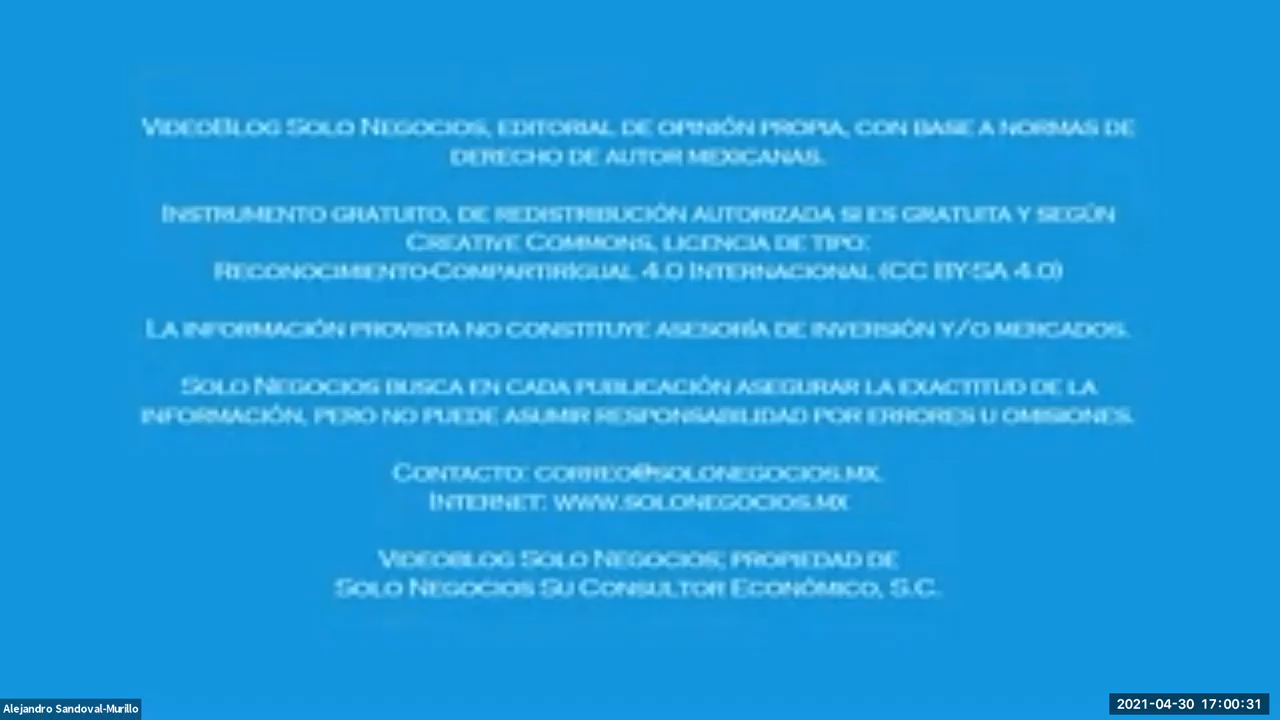 VideoBlog Solo Negocios, editorial de opinión propia, con base a normas de
derecho de autor mexicanas.
Instrumento gratuito, de redistribución autorizada si es gratuita y según
Creative Commons, licencia de tipo:
Reconocimiento-CompartirIgual 4.0 Internacional (CC BY-SA 4.0)
La información provista no constituye asesoría de inversión y/o mercados.
Solo Negocios busca en cada publicación asegurar la exactitud de la
información, pero no puede asumir responsabilidad por errores u omisiones.
Contacto: correo@solonegocios.mx.
Internet: www.solonegocios.mx
Videoblog Solo Negocios; propiedad de
Solo Negocios Su Consultor Económico, S.C.
Alejandro Sandoval-Murillo
2021-04-30 17:00:31